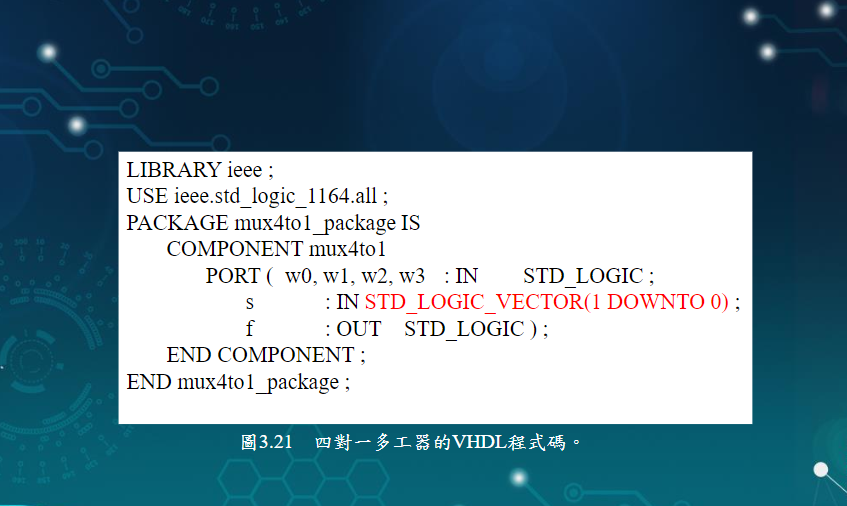 LIBRARY ieee ;
USE ieee.std_logic_1164.all ;
PACKAGE mux4to1_package IS
COMPONENT mux4to1
PORT ( w0, w1, w2, w3 : IN STD_LOGIC ;
s : IN STD_LOGIC_VECTOR(1 DOWNTO 0) ;
f : OUT STD_LOGIC ) ;
END COMPONENT ;
END mux4to1_package ;
圖3.21 四對一多工器的VHDL程式碼。